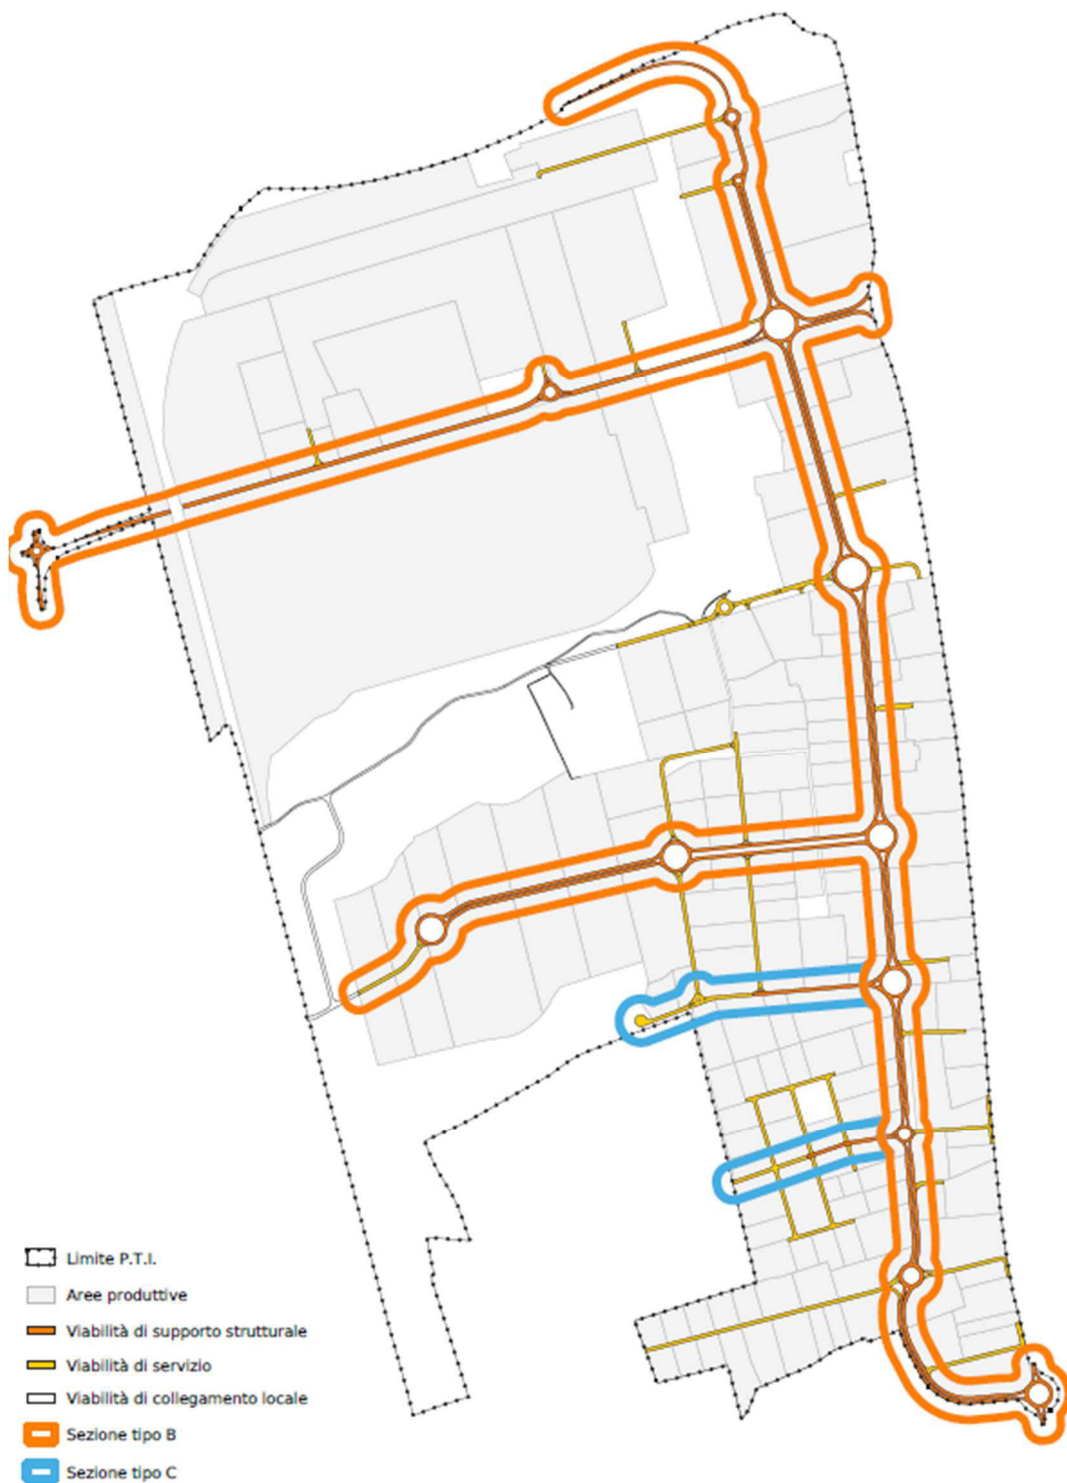 Limite P.T.I.
Aree produttive
Viabilità di supporto strutturale
Viabilità di servizio
Viabilità di collegamento locale
Sezione tipo B
Sezione tipo C